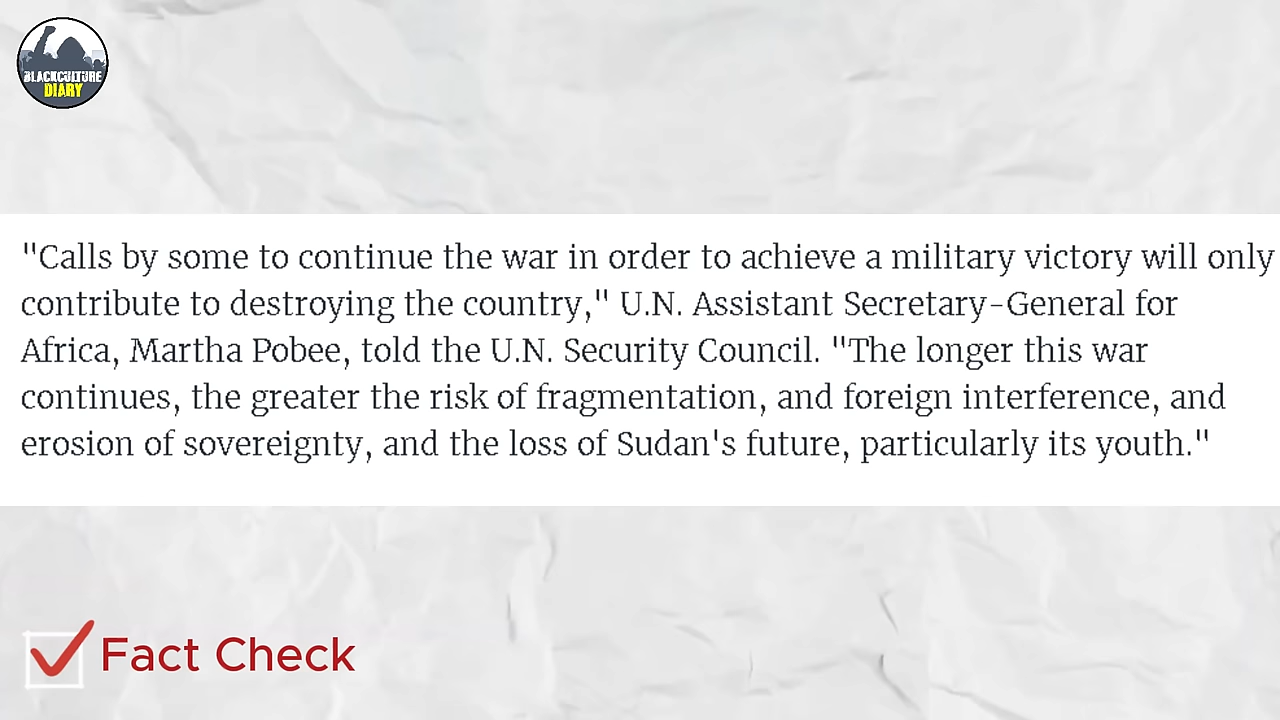 BLACKCULTURE
DIARY
"Calls by some to continue the war in order to achieve a military victory will only
contribute to destroying the country," U.N. Assistant Secretary-General for
Africa, Martha Pobee, told the U.N. Security Council. "The longer this war
continues, the greater the risk of fragmentation, and foreign interference, and
erosion of sovereignty, and the loss of Sudan's future, particularly its youth."
Fact Check